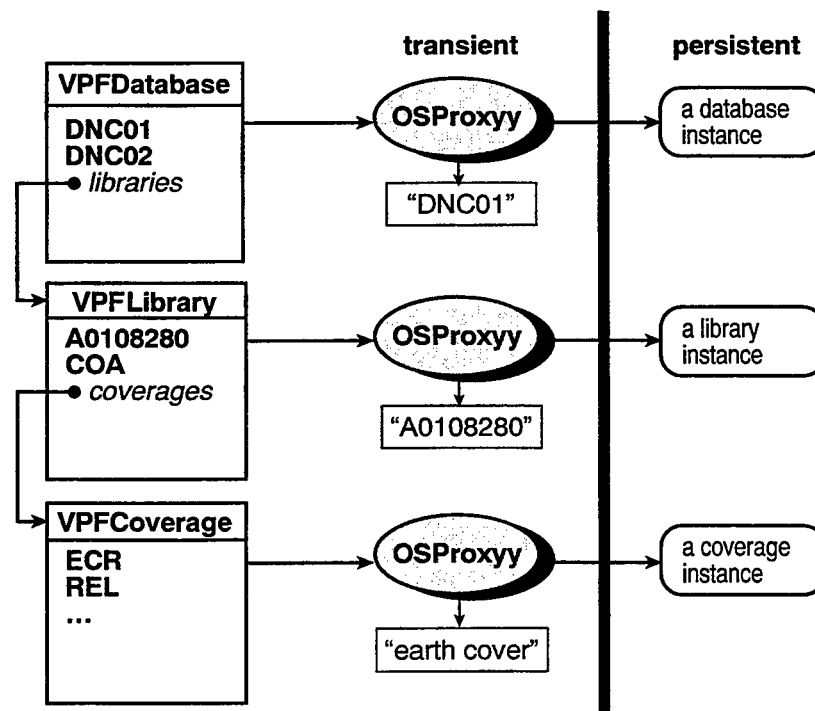 transient
persistent
VPFDatabase
DNC01
DNC02
libraries
OSProxyy
"DNC01"
a database
instance
VPFLibrary
A0108280
COA
coverages
OSProxyy
“A0108280”
a library
instance
VPFCoverage
ECR
REL
...
OSProxyy
“earth cover”
a coverage
instance